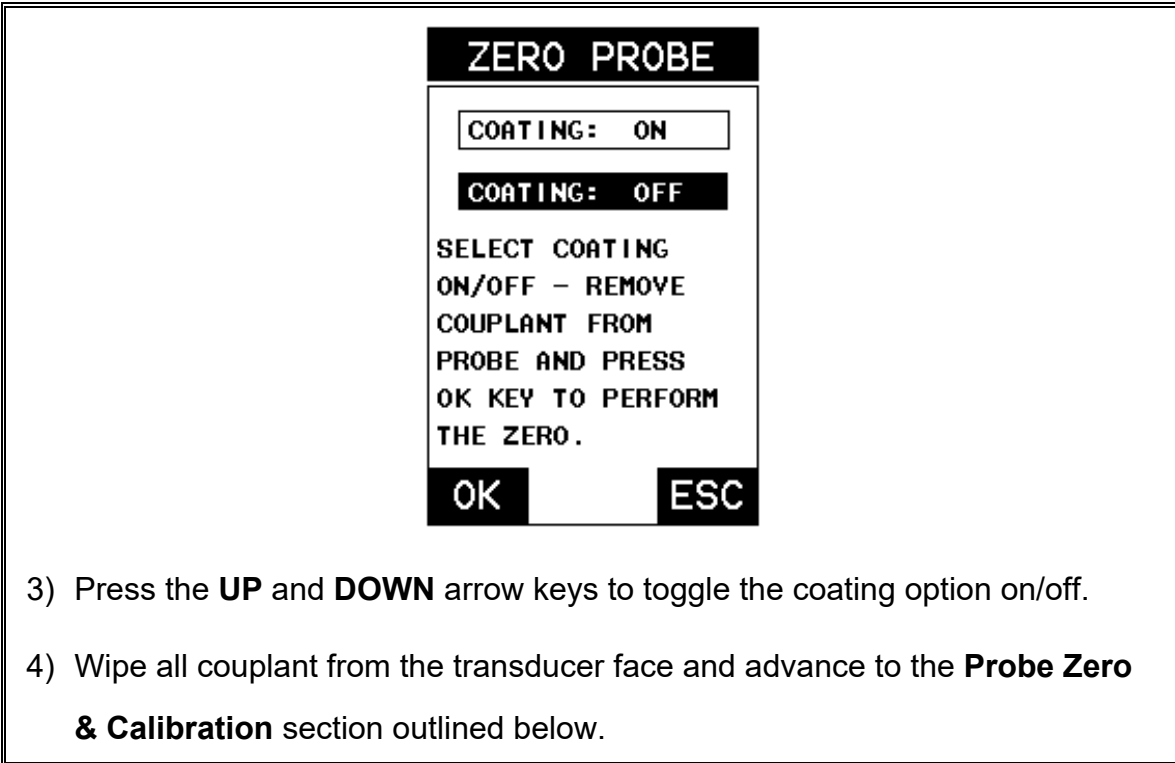 ZERO PROBE
COATING: ON
COATING: OFF
SELECT COATING
ON/OFF – REMOVE
COUPLANT FROM
PROBE AND PRESS
OK KEY TO PERFORM
THE ZERO.
OK ESC
3) Press the UP and DOWN arrow keys to toggle the coating option on/off.
4) Wipe all couplant from the transducer face and advance to the Probe Zero
& Calibration section outlined below.